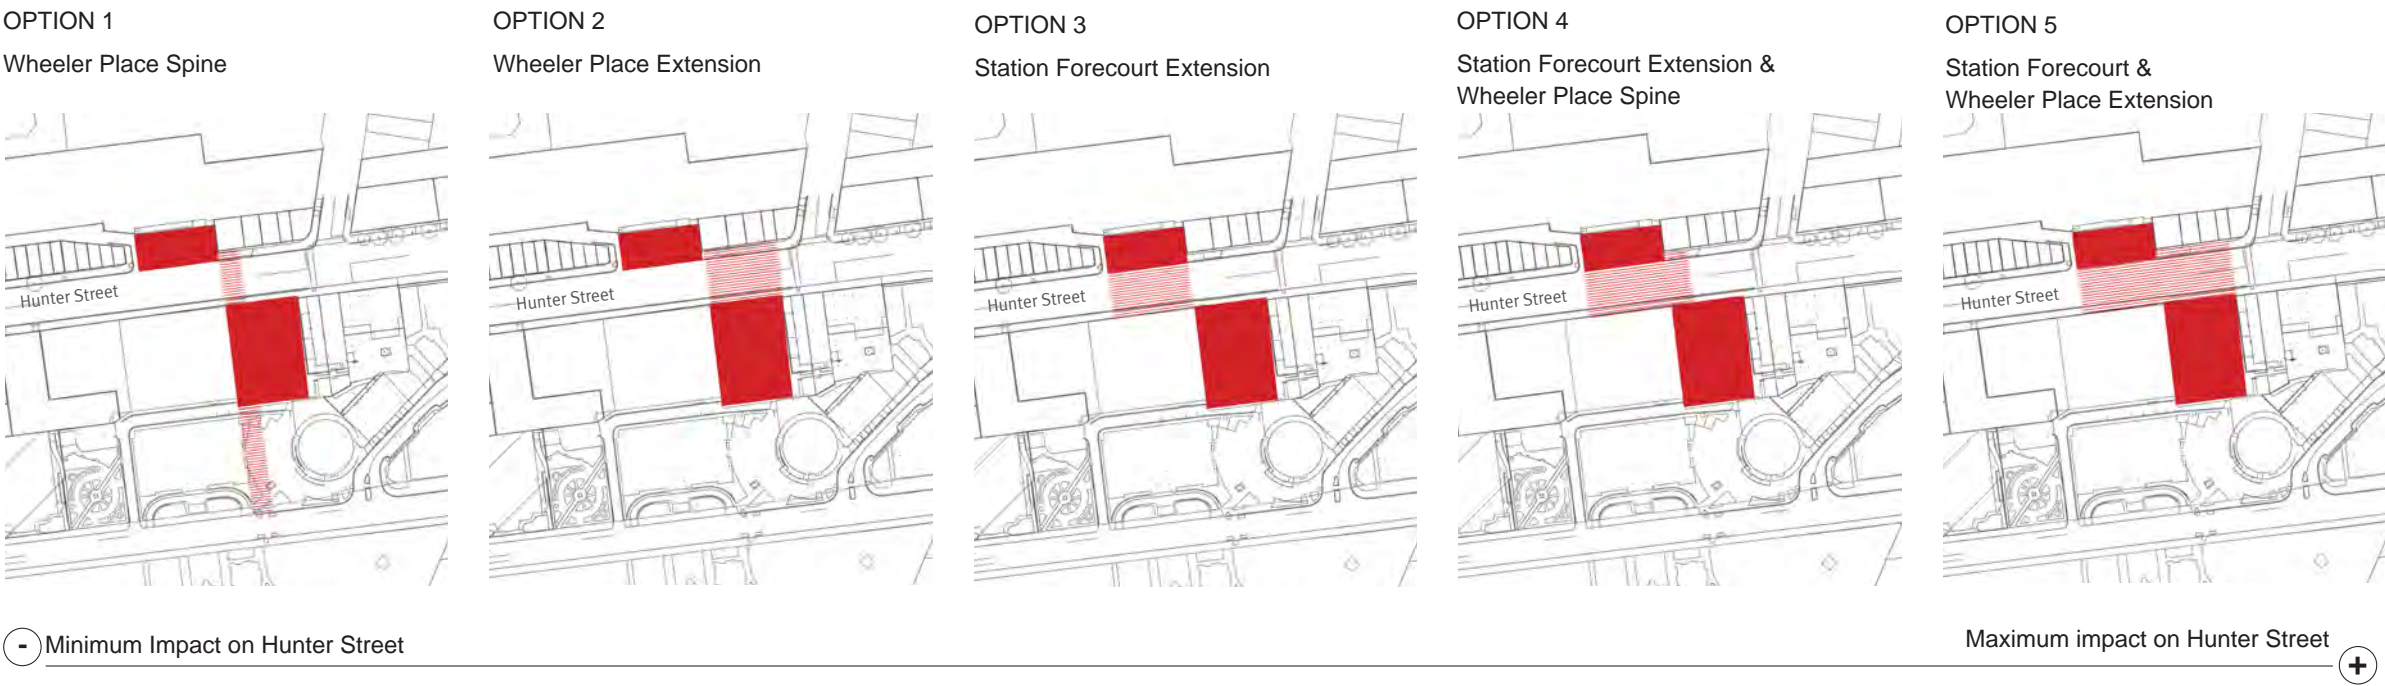 OPTION 1
Wheeler Place Spine
OPTION 2
Wheeler Place Extension
OPTION 3
Station Forecourt Extension
OPTION 4
Station Forecourt Extension &
Wheeler Place Spine
OPTION 5
Station Forecourt &
Wheeler Place Extension
Hunter Street
Hunter Street
Hunter Street
Hunter Street
Hunter Street
- Minimum Impact on Hunter Street
Maximum impact on Hunter Street +